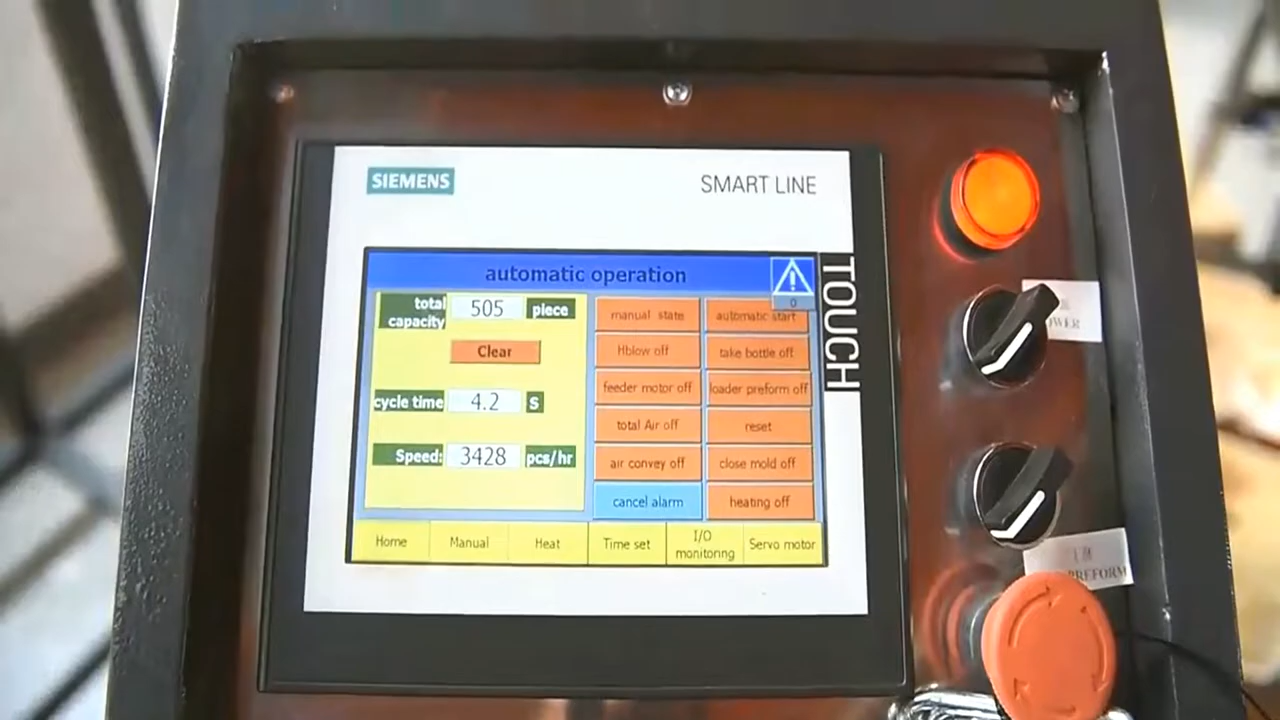 SIEMENS
SMART LINE
TOUCH
automatic operation
0
total
capacity
505
piece
Clear
cycle time
4.2
S
Speed:
3428
pcs/hr
manual state
automatic start
Hblow off
take bottle off
feeder motor off
loader preform off
total Air off
reset
air convey off
close mold off
cancel alarm
heating off
Home
Manual
Heat
Time set
I/O
monitoring
Servo motor
PREFORM